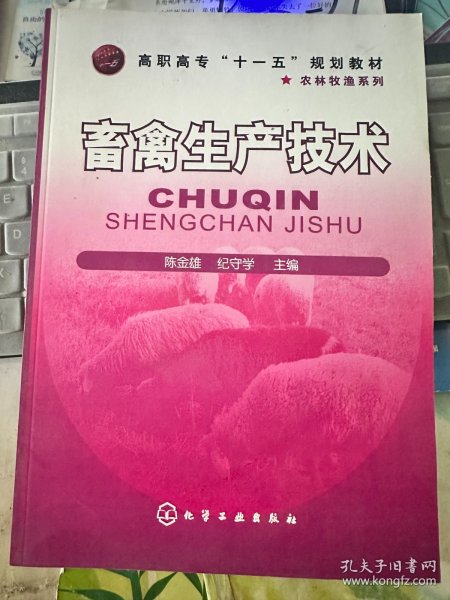 高职高专“十一五”规划教材
★ 农林牧渔系列
畜禽生产技术
CHUQIN
SHENGCHAN JISHU
陈金雄 纪守学 主编
化学工业出版社
孔夫子旧书网
www.kongfz.com